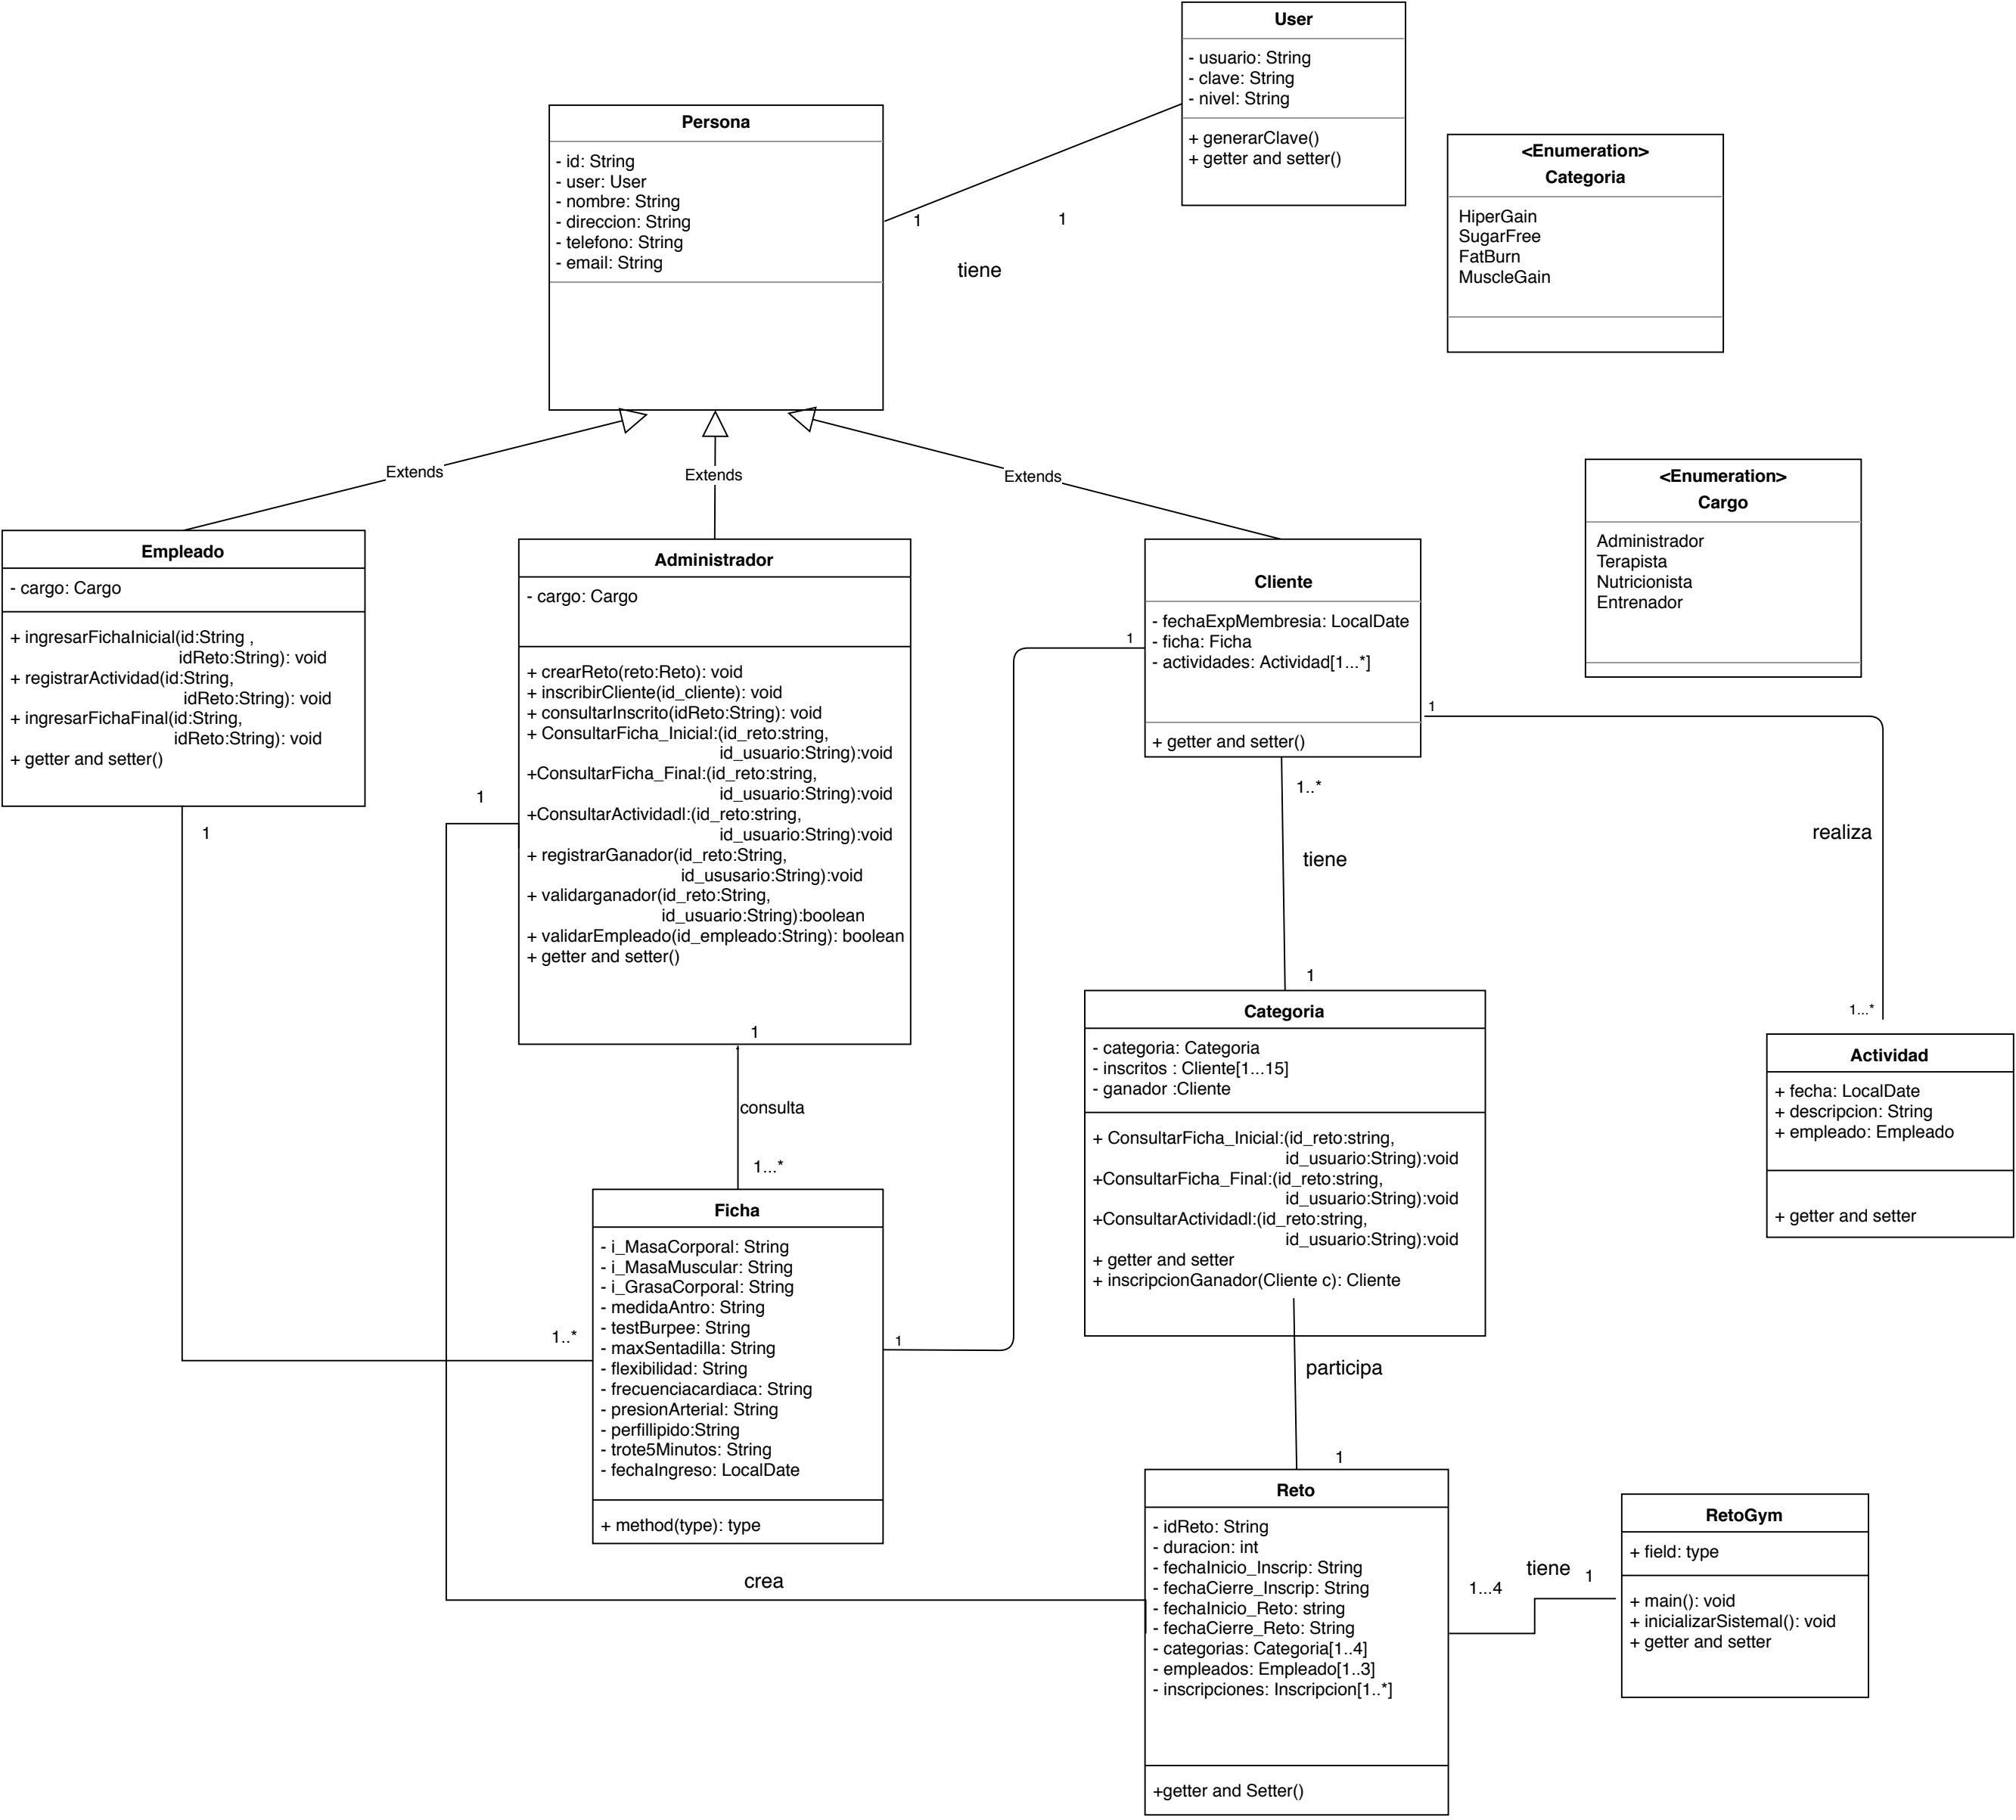 User
- usuario: String
- clave: String
- nivel: String
+ generarClave()
+ getter and setter()
Persona
- id: String
- user: User
- nombre: String
- direccion: String
- telefono: String
- email: String
1
1
tiene
<Enumeration>
Categoria
HiperGain
SugarFree
FatBurn
MuscleGain
Extends
Extends
Extends
<Enumeration>
Cargo
Administrador
Terapista
Nutricionista
Entrenador
Empleado
- cargo: Cargo
+ ingresarFichaInicial(id:String ,
idReto:String): void
+ registrarActividad(id:String,
idReto:String): void
+ ingresarFichaFinal(id:String,
idReto:String): void
+ getter and setter()
1
Administrador
- cargo: Cargo
+ crearReto(reto:Reto): void
+ inscribirCliente(id_cliente): void
+ consultarInscrito(idReto:String): void
+ ConsultarFicha_Inicial:(id_reto:string,
id_usuario:String):void
+ConsultarFicha_Final:(id_reto:string,
id_usuario:String):void
+ConsultarActividadl:(id_reto:string,
id_usuario:String):void
+ registrarGanador(id_reto:String,
id_ususario:String):void
+ validarganador(id_reto:String,
id_usuario:String):boolean
+ validarEmpleado(id_empleado:String): boolean
+ getter and setter()
1
1
consulta
1...*
Cliente
- fechaExpMembresia: LocalDate
- ficha: Ficha
- actividades: Actividad[1...*]
+ getter and setter()
1
1
1..*
tiene
1
realiza
1...*
Categoria
- categoria: Categoria
- inscritos : Cliente[1...15]
- ganador :Cliente
+ ConsultarFicha_Inicial:(id_reto:string,
id_usuario:String):void
+ConsultarFicha_Final:(id_reto:string,
id_usuario:String):void
+ConsultarActividadl:(id_reto:string,
id_usuario:String):void
+ getter and setter
+ inscripcionGanador(Cliente c): Cliente
Actividad
+ fecha: LocalDate
+ descripcion: String
+ empleado: Empleado
+ getter and setter
Ficha
- i_MasaCorporal: String
- i_MasaMuscular: String
- i_GrasaCorporal: String
- medidaAntro: String
- testBurpee: String
- maxSentadilla: String
- flexibilidad: String
- frecuenciacardiaca: String
- presionArterial: String
- perfillipido:String
- trote5Minutos: String
- fechaIngreso: LocalDate
+ method(type): type
1..*
1
participa
1
crea
Reto
- idReto: String
- duracion: int
- fechaInicio_Inscrip: String
- fechaCierre_Inscrip: String
- fechaInicio_Reto: string
- fechaCierre_Reto: String
- categorias: Categoria[1..4]
- empleados: Empleado[1..3]
- inscripciones: Inscripcion[1..*]
+getter and Setter()
1...4
tiene
1
RetoGym
+ field: type
+ main(): void
+ inicializarSistemal(): void
+ getter and setter